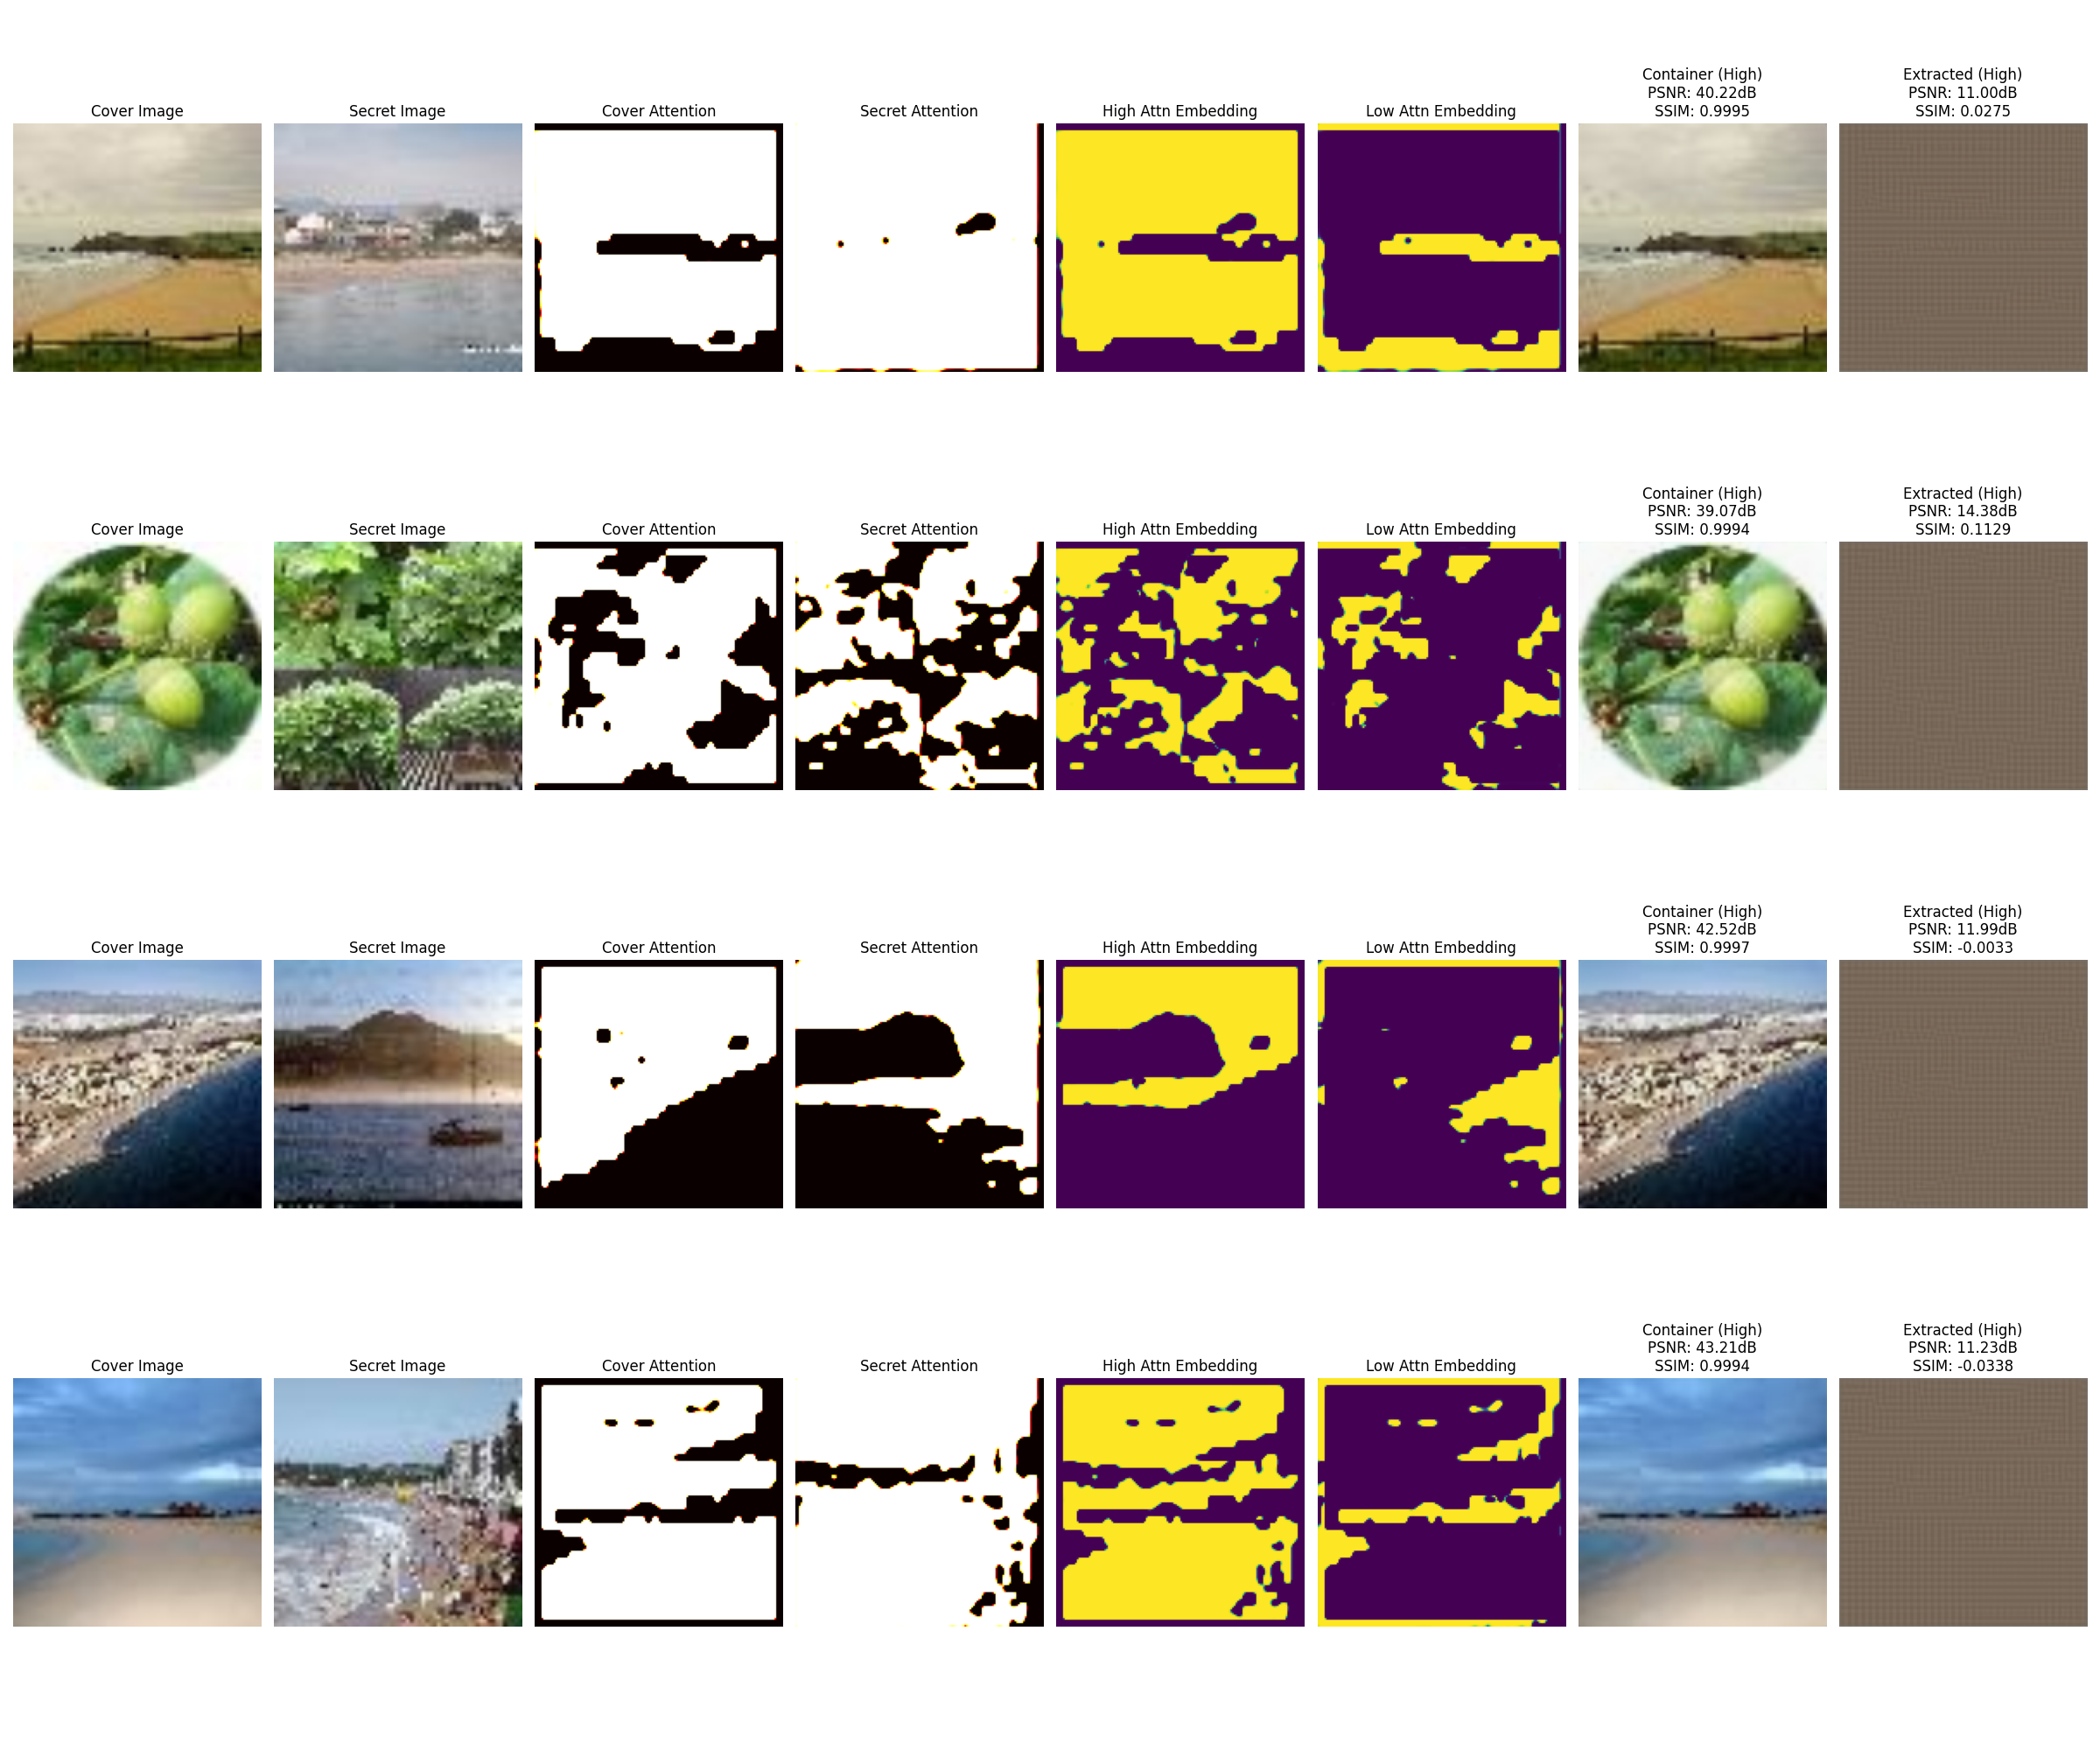 Cover Image
Secret Image
Cover Attention
Secret Attention
High Attn Embedding
Low Attn Embedding
Container (High)
PSNR: 40.22dB
SSIM: 0.9995
Extracted (High)
PSNR: 11.00dB
SSIM: 0.0275
Cover Image
Secret Image
Cover Attention
Secret Attention
High Attn Embedding
Low Attn Embedding
Container (High)
PSNR: 39.07dB
SSIM: 0.9994
Extracted (High)
PSNR: 14.38dB
SSIM: 0.1129
Cover Image
Secret Image
Cover Attention
Secret Attention
High Attn Embedding
Low Attn Embedding
Container (High)
PSNR: 42.52dB
SSIM: 0.9997
Extracted (High)
PSNR: 11.99dB
SSIM: -0.0033
Cover Image
Secret Image
Cover Attention
Secret Attention
High Attn Embedding
Low Attn Embedding
Container (High)
PSNR: 43.21dB
SSIM: 0.9994
Extracted (High)
PSNR: 11.23dB
SSIM: -0.0338